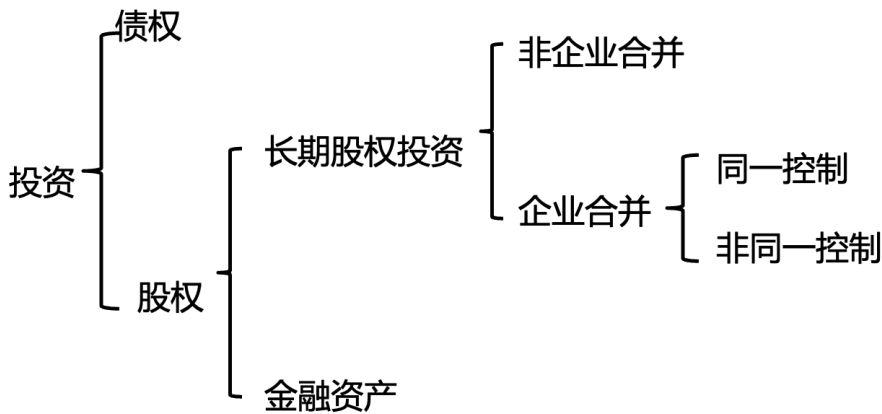 债权
非企业合并
长期股权投资
同一控制
投资
企业合并
非同一控制
股权
金融资产